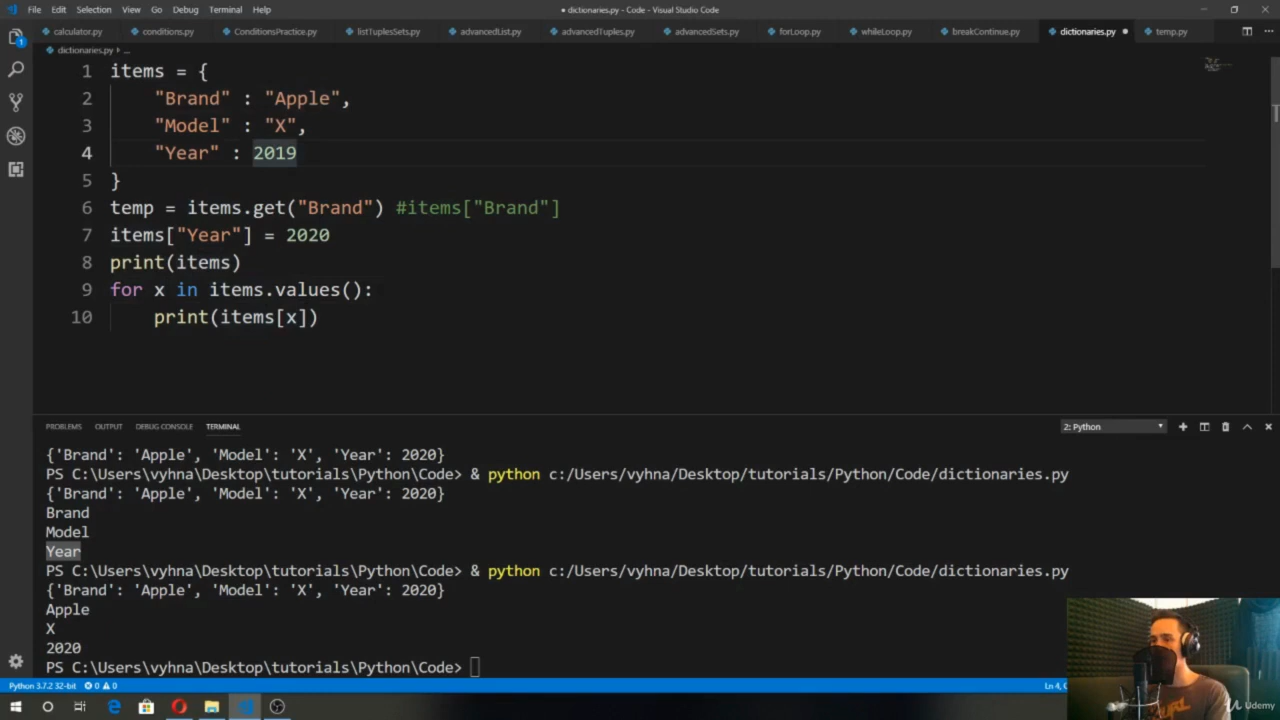 File Edit Selection View Go Debug Terminal Help
● dictionaries.py - Code - Visual Studio Code
calculator.py conditions.py ConditionsPractice.py listTuplesSets.py advancedList.py advancedTuples.py advancedSets.py forLoop.py whileLoop.py breakContinue.py dictionaries.py ● temp.py
dictionaries.py > ...
1 items = {
2 "Brand" : "Apple",
3 "Model" : "X",
4 "Year" : 2019
5 }
6 temp = items.get("Brand") #items["Brand"]
7 items["Year"] = 2020
8 print(items)
9 for x in items.values():
10 print(items[x])
PROBLEMS OUTPUT DEBUG CONSOLE TERMINAL 2: Python
{'Brand': 'Apple', 'Model': 'X', 'Year': 2020}
PS C:\Users\vyhna\Desktop\tutorials\Python\Code> & python c:/Users/vyhna/Desktop/tutorials/Python/Code/dictionaries.py
{'Brand': 'Apple', 'Model': 'X', 'Year': 2020}
Brand
Model
Year
PS C:\Users\vyhna\Desktop\tutorials\Python\Code> & python c:/Users/vyhna/Desktop/tutorials/Python/Code/dictionaries.py
{'Brand': 'Apple', 'Model': 'X', 'Year': 2020}
Apple
X
2020
PS C:\Users\vyhna\Desktop\tutorials\Python\Code>
Python 3.7.2 32-bit 0 0 Ln 4,
Udemy